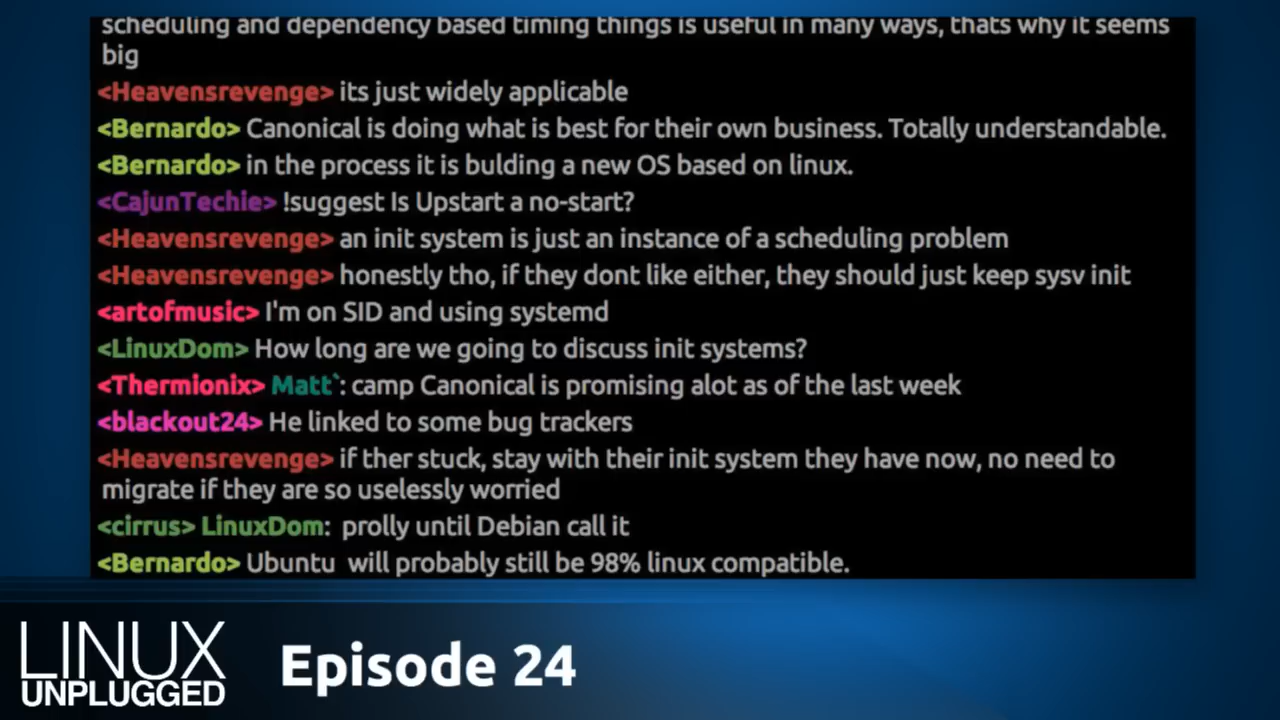 scheduling and dependency based timing things is useful in many ways, thats why it seems
big
<Heavensrevenge> its just widely applicable
<Bernardo> Canonical is doing what is best for their own business. Totally understandable.
<Bernardo> in the process it is bulding a new OS based on linux.
<CajunTechie> !suggest Is Upstart a no-start?
<Heavensrevenge> an init system is just an instance of a scheduling problem
<Heavensrevenge> honestly tho, if they dont like either, they should just keep sysv init
<artofmusic> I'm on SID and using systemd
<LinuxDom> How long are we going to discuss init systems?
<Thermionix> Matt`: camp Canonical is promising alot as of the last week
<blackout24> He linked to some bug trackers
<Heavensrevenge> if ther stuck, stay with their init system they have now, no need to
migrate if they are so uselessly worried
<cirrus> LinuxDom:  prolly until Debian call it
<Bernardo> Ubuntu  will probably still be 98% linux compatible.
LINUX
UNPLUGGED
Episode 24